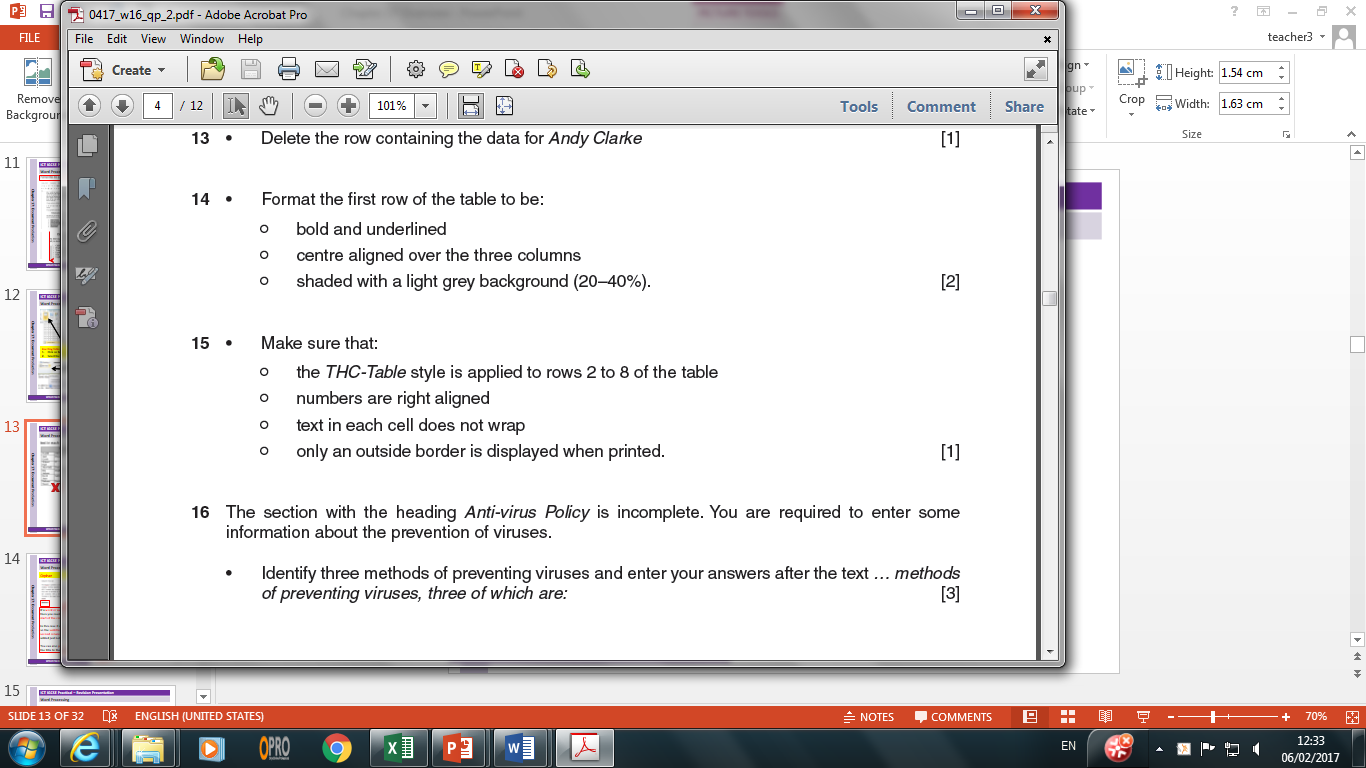 0417_w16_qp_2.pdf - Adobe Acrobat Pro
File Edit View Window Help
Create
4 / 12 101% Tools Comment Share
FILE
teacher3
Remove
Background
Crop
Height: 1.54 cm
Width: 1.63 cm
Size
13 • Delete the row containing the data for Andy Clarke [1]
14 • Format the first row of the table to be:
o bold and underlined
o centre aligned over the three columns
o shaded with a light grey background (20–40%). [2]
15 • Make sure that:
o the THC-Table style is applied to rows 2 to 8 of the table
o numbers are right aligned
o text in each cell does not wrap
o only an outside border is displayed when printed. [1]
16 The section with the heading Anti-virus Policy is incomplete. You are required to enter some
information about the prevention of viruses.
• Identify three methods of preventing viruses and enter your answers after the text … methods
of preventing viruses, three of which are: [3]
11
12
13
14
15
ICT IGCSE Practical – Revision Presentation
Word Processing
SLIDE 13 OF 32 ENGLISH (UNITED STATES) NOTES COMMENTS 70%
EN 12:33
06/02/2017